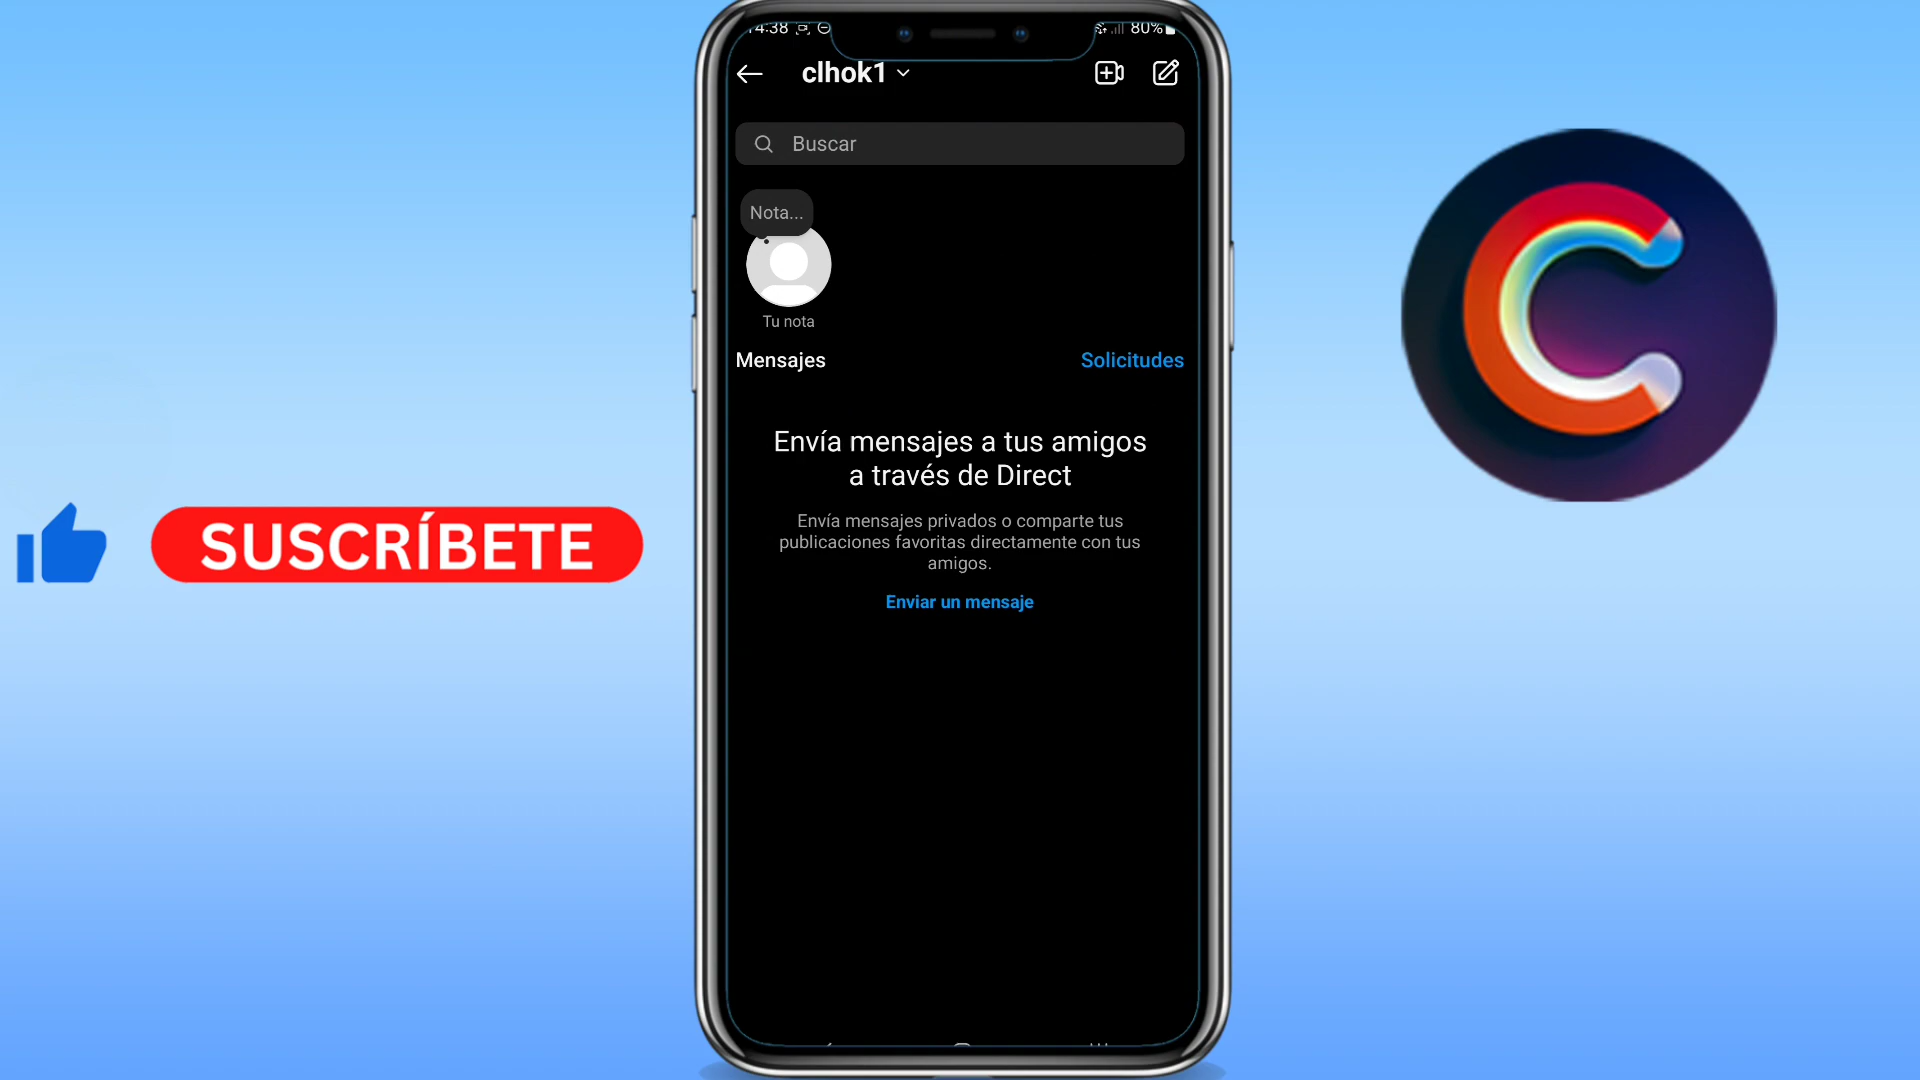 4:38 80%
clhok1
Buscar
Nota...
Tu nota
Mensajes Solicitudes
Envía mensajes a tus amigos
a través de Direct
Envía mensajes privados o comparte tus
publicaciones favoritas directamente con tus
amigos.
Enviar un mensaje
SUSCRÍBETE
C